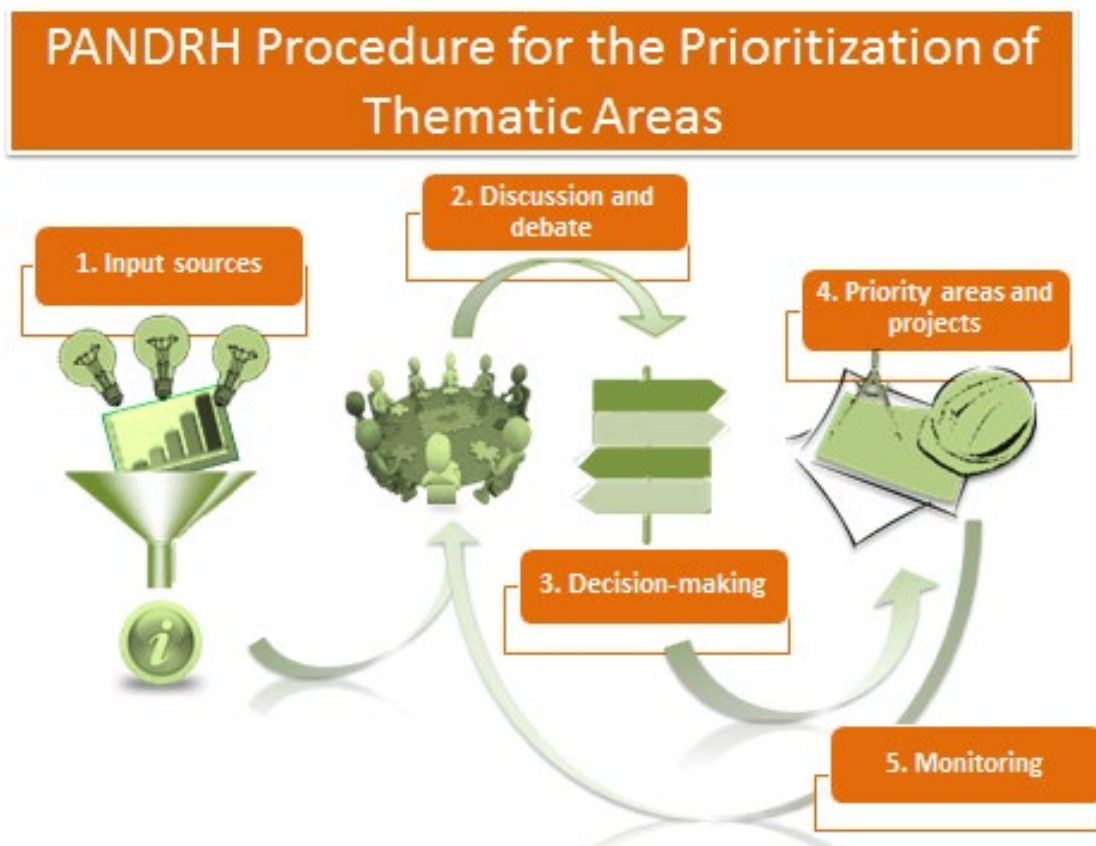 PANDRH Procedure for the Prioritization of
Thematic Areas
1. Input sources
2. Discussion and
debate
3. Decision-making
4. Priority areas and
projects
5. Monitoring
i